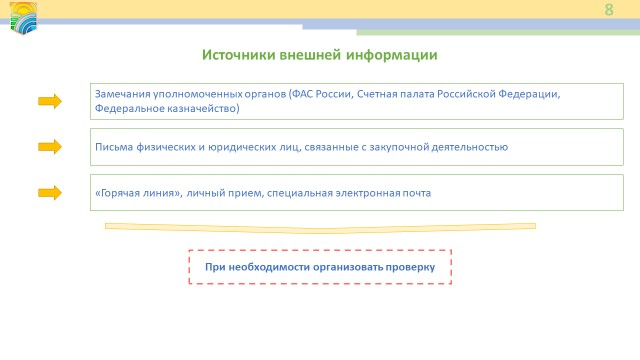 8
Источники внешней информации
Замечания уполномоченных органов (ФАС России, Счетная палата Российской Федерации,
Федеральное казначейство)
Письма физических и юридических лиц, связанные с закупочной деятельностью
«Горячая линия», личный прием, специальная электронная почта
При необходимости организовать проверку